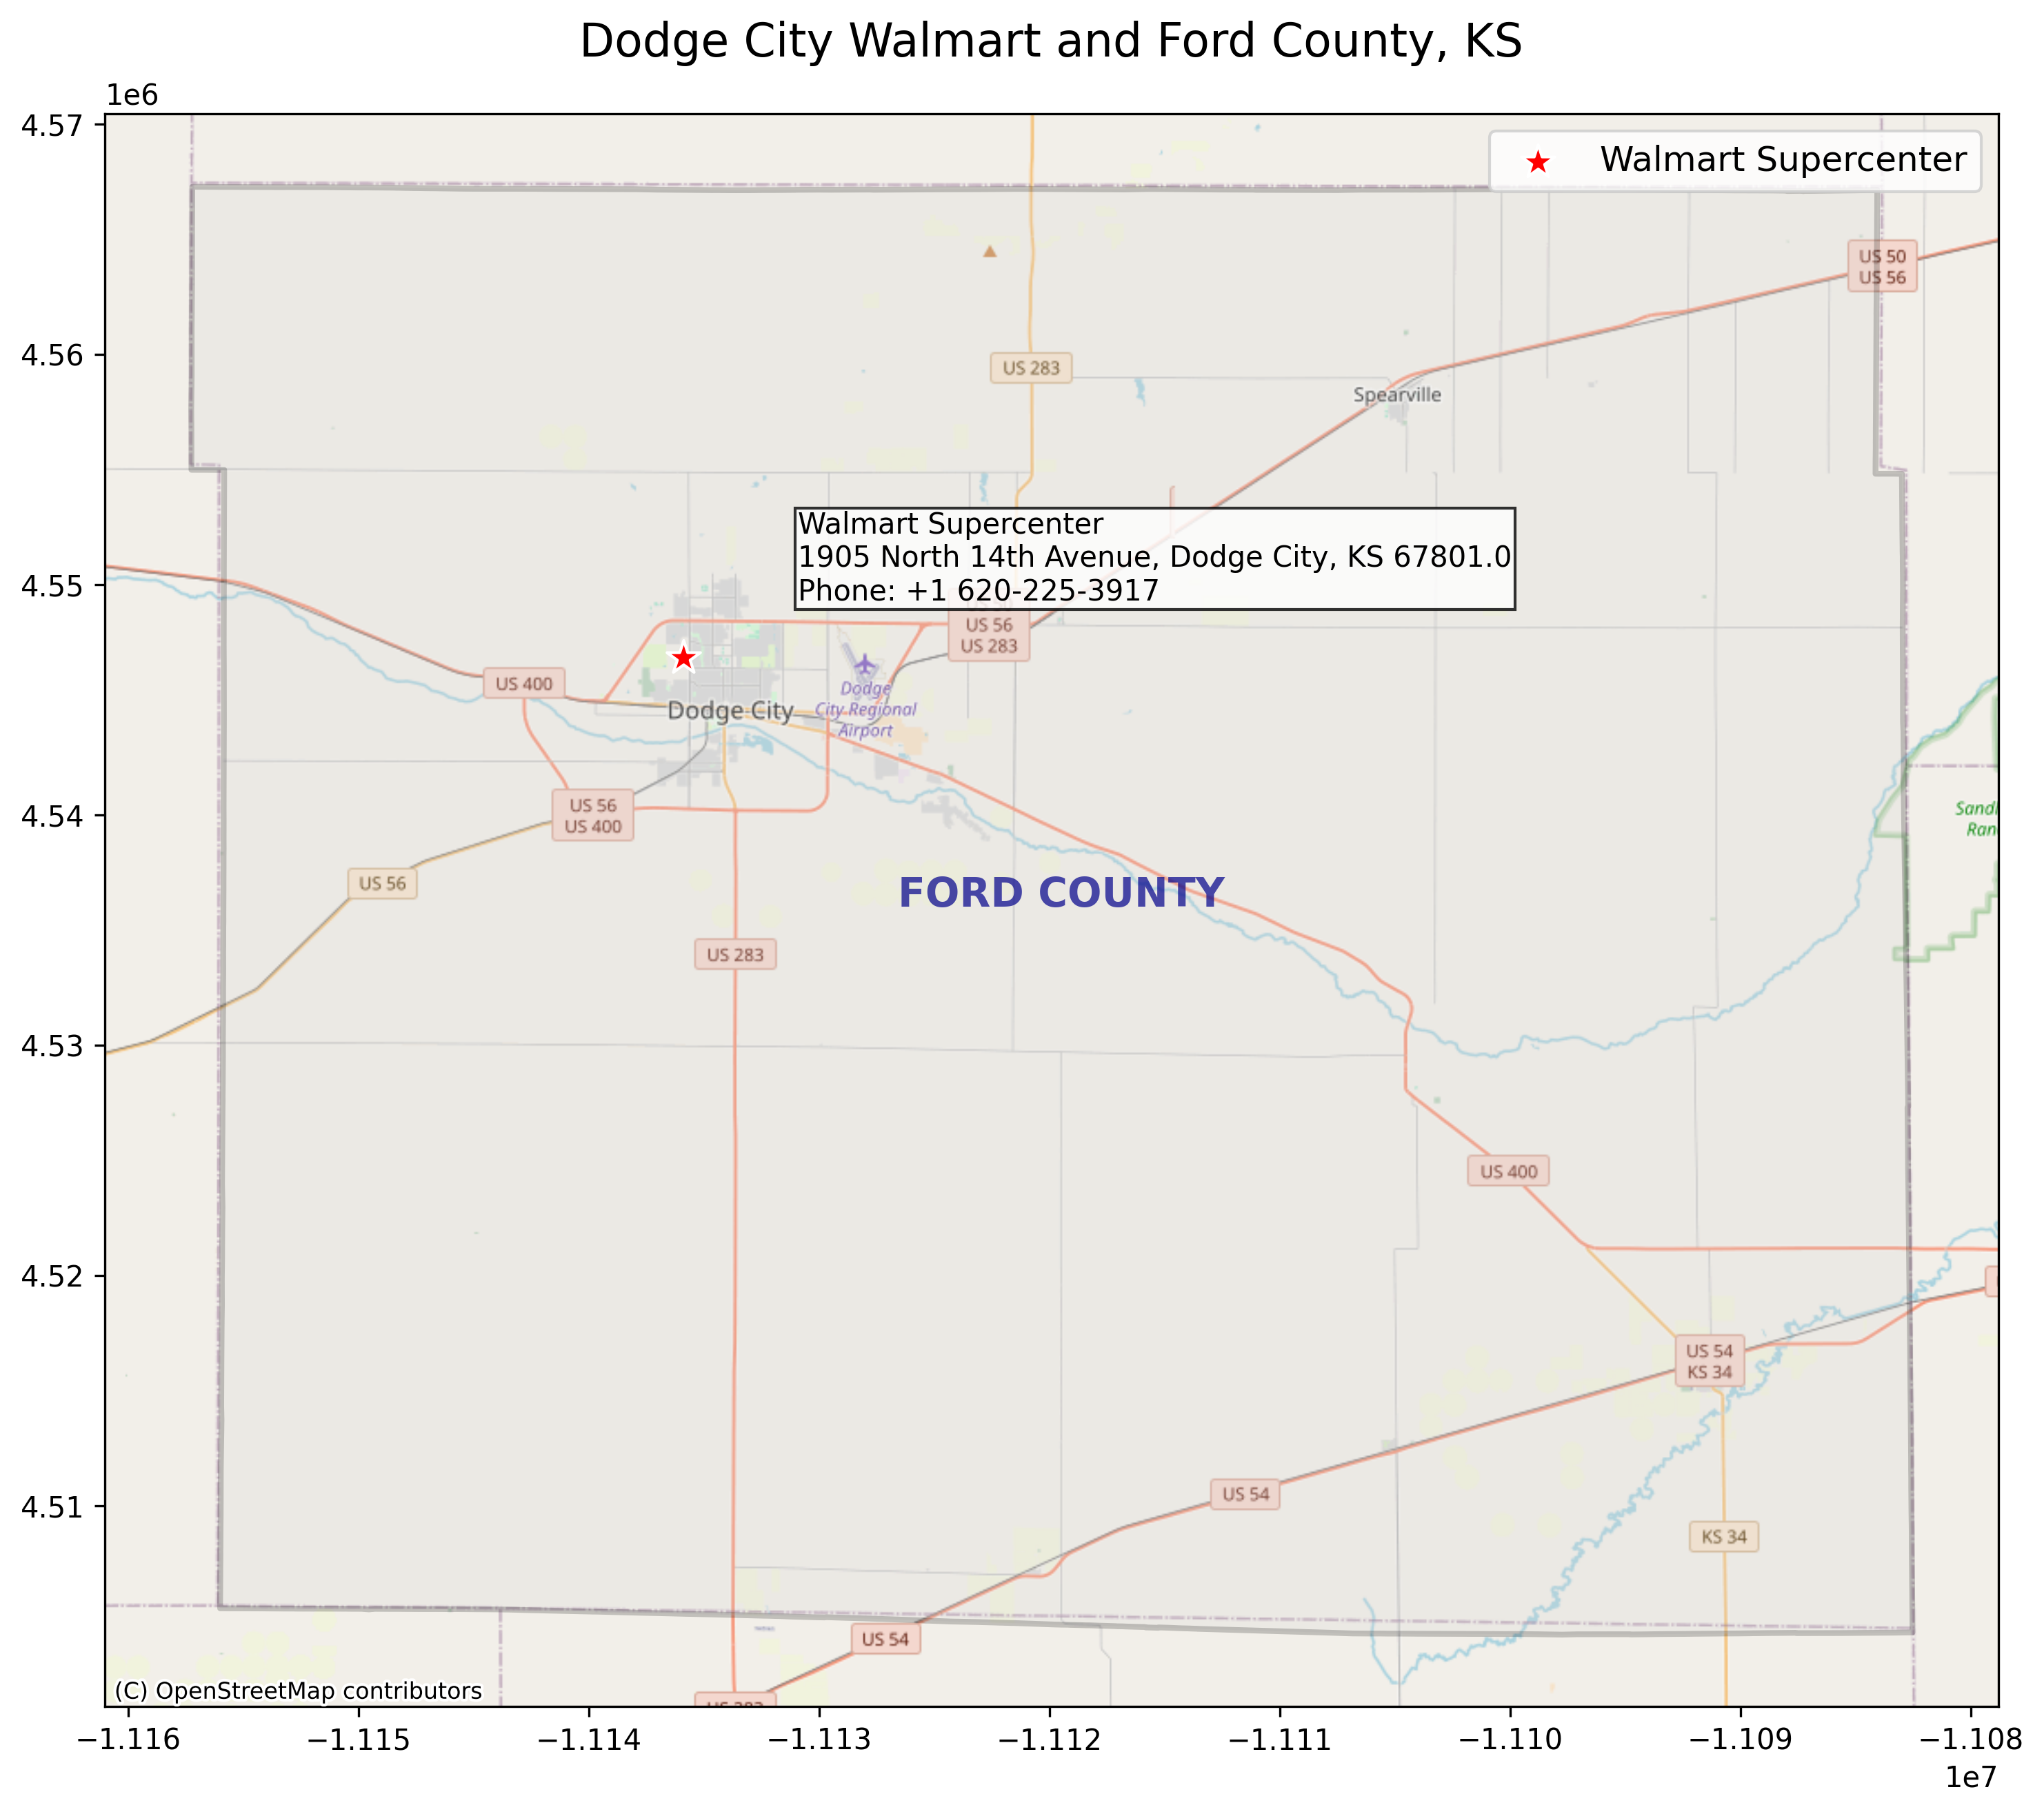 Dodge City Walmart and Ford County, KS
1e6
4.57
4.56
4.55
4.54
4.53
4.52
4.51
Walmart Supercenter
US 50
US 56
US 283
Spearville
Walmart Supercenter
1905 North 14th Avenue, Dodge City, KS 67801.0
Phone: +1 620-225-3917
US 56
US 283
US 400
Dodge City
Dodge
City Regional
Airport
US 56
US 400
US 56
FORD COUNTY
US 283
US 400
US 54
KS 34
US 54
KS 34
US 54
(C) OpenStreetMap contributors
−1.116
−1.115
−1.114
−1.113
−1.112
−1.111
−1.110
−1.109
−1.108
1e7